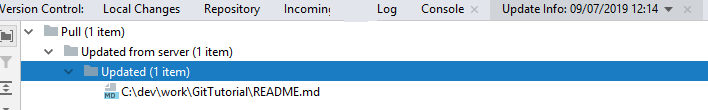 Version Control: Local Changes Repository Incoming Log Console Update Info: 09/07/2019 12:14
Pull (1 item)
Updated from server (1 item)
Updated (1 item)
MD C:\dev\work\GitTutorial\README.md